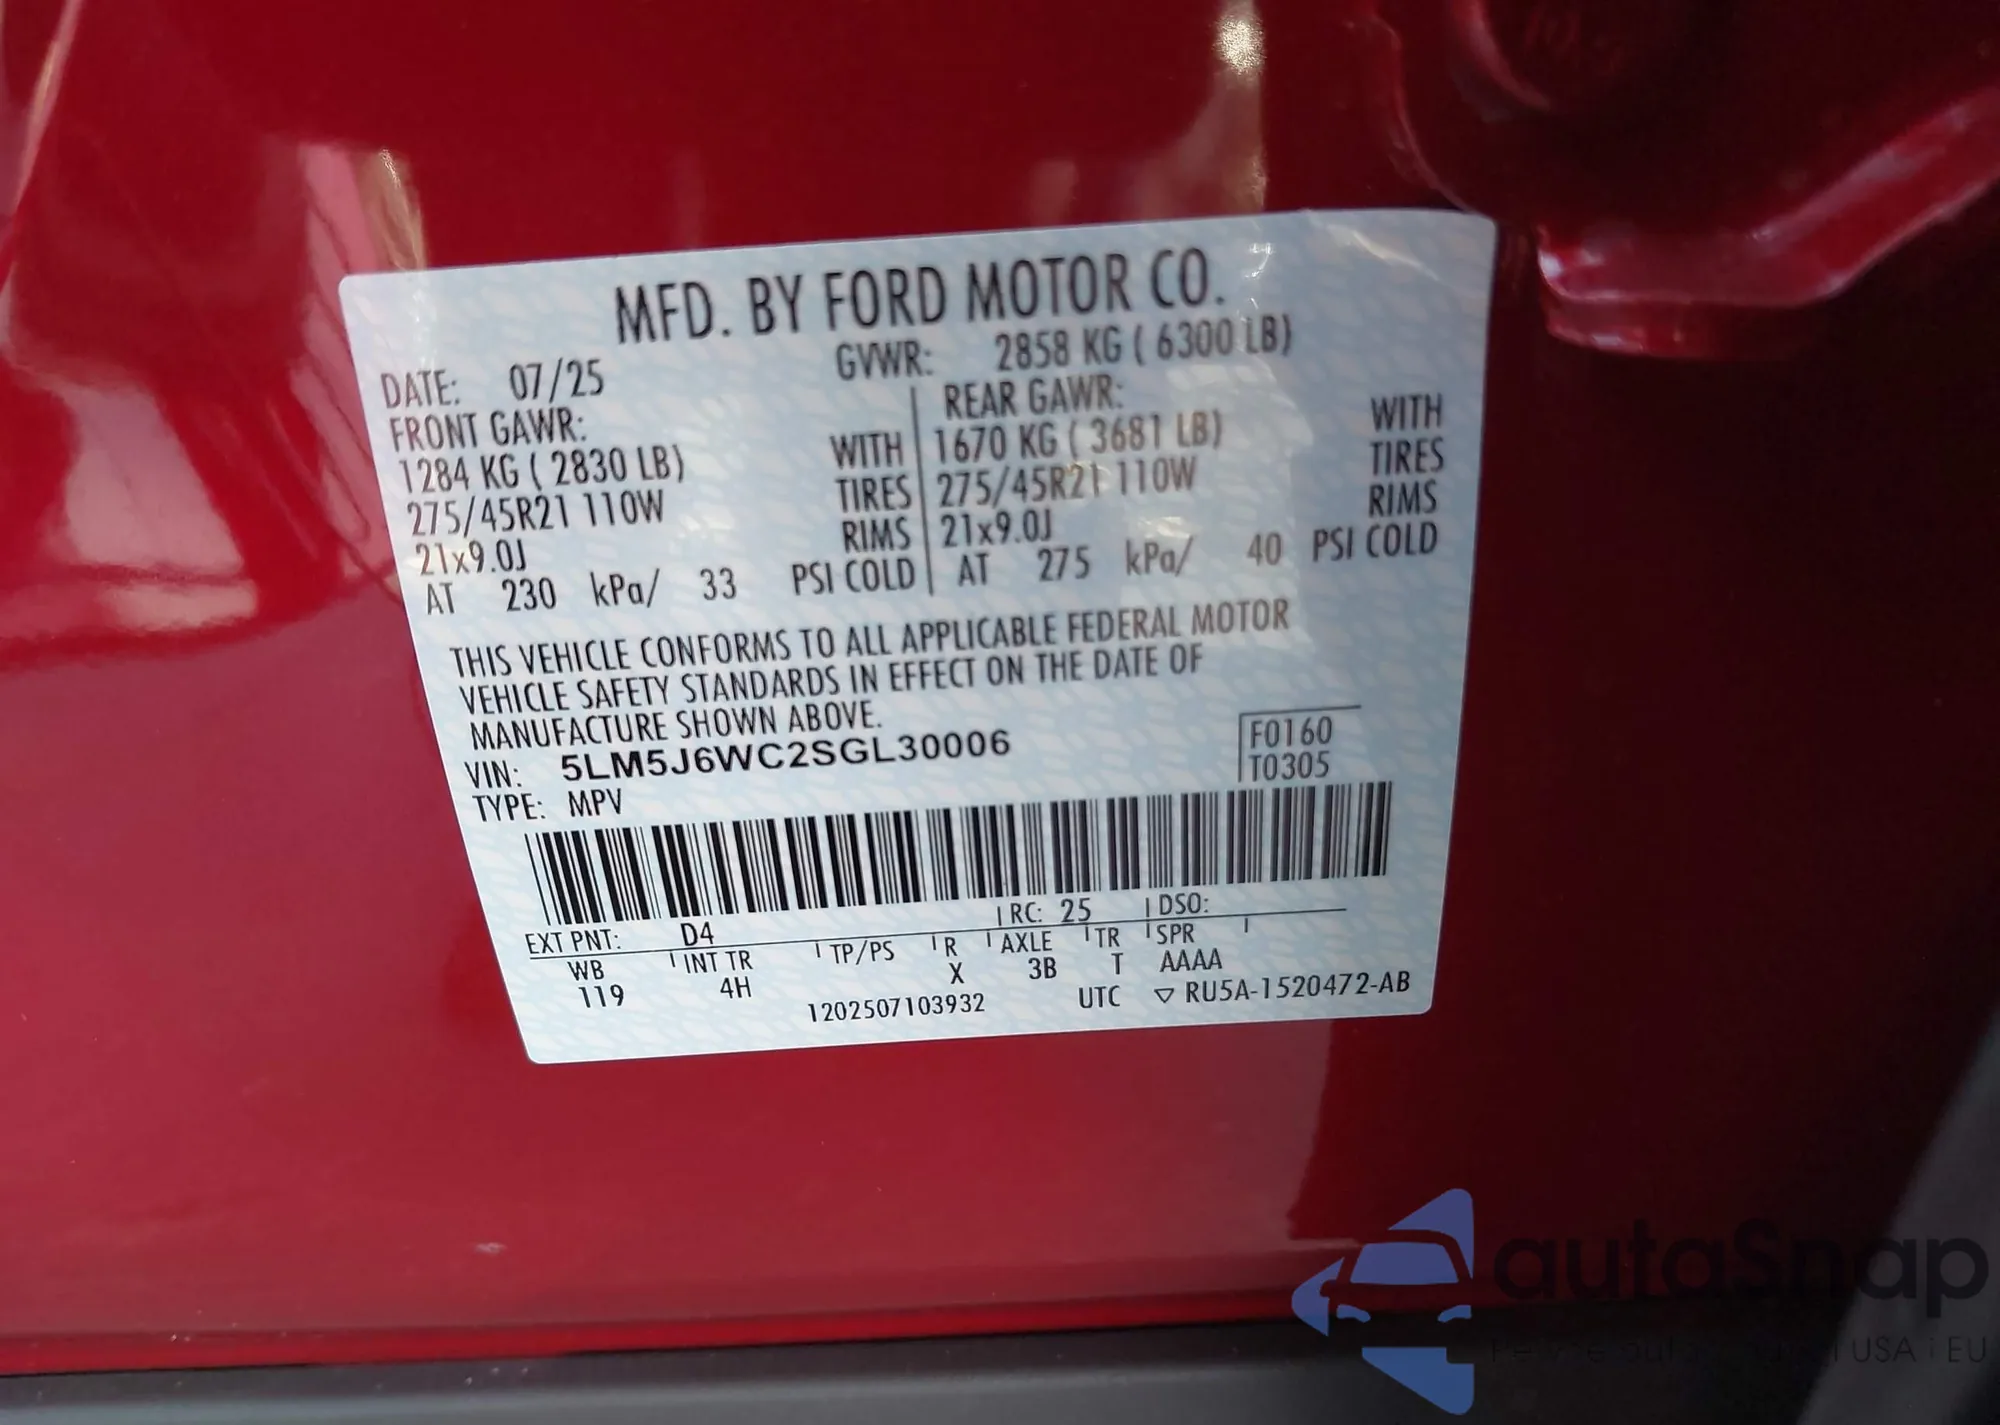 MFD. BY FORD MOTOR CO.
DATE: 07/25 GVWR: 2858 KG ( 6300 LB)
FRONT GAWR: REAR GAWR:
1284 KG ( 2830 LB) WITH 1670 KG ( 3681 LB) WITH
275/45R21 110W TIRES 275/45R21 110W TIRES
21x9.0J RIMS 21x9.0J RIMS
AT 230 kPa/ 33 PSI COLD AT 275 kPa/ 40 PSI COLD
THIS VEHICLE CONFORMS TO ALL APPLICABLE FEDERAL MOTOR
VEHICLE SAFETY STANDARDS IN EFFECT ON THE DATE OF
MANUFACTURE SHOWN ABOVE.
VIN: 5LM5J6WC2SGL30006 F0160
TYPE: MPV T0305
EXT PNT: D4 RC: 25 DSO:
WB INT TR TP/PS R AXLE TR SPR
119 4H X 3B T AAAA
1202507103932 UTC ▽ RU5A-1520472-AB
autaSnap
USA i EU